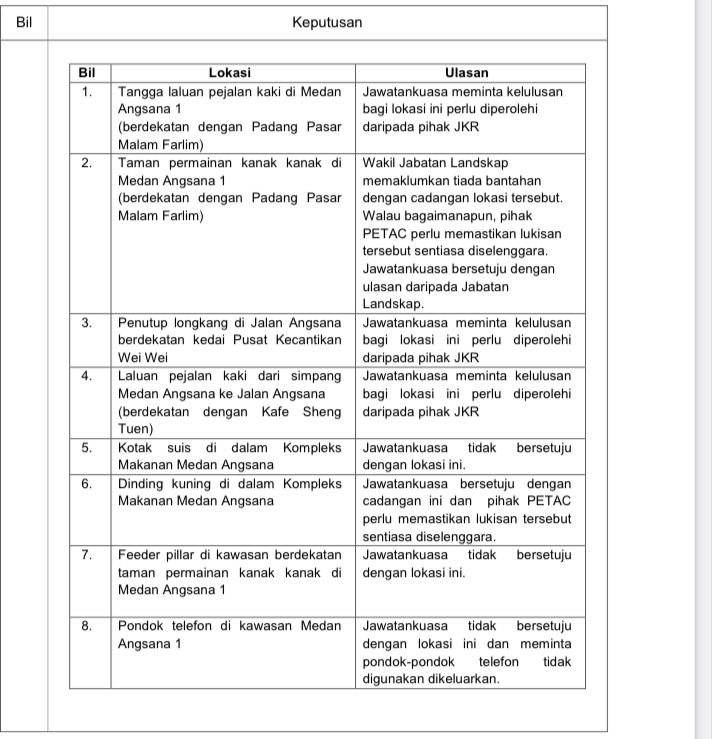 Bil Keputusan
Bil Lokasi Ulasan
1. Tangga laluan pejalan kaki di Medan
Angsana 1
(berdekatan dengan Padang Pasar
Malam Farlim)
Jawatankuasa meminta kelulusan
bagi lokasi ini perlu diperolehi
daripada pihak JKR
2. Taman permainan kanak kanak di
Medan Angsana 1
(berdekatan dengan Padang Pasar
Malam Farlim)
Wakil Jabatan Landskap
memaklumkan tiada bantahan
dengan cadangan lokasi tersebut.
Walau bagaimanapun, pihak
PETAC perlu memastikan lukisan
tersebut sentiasa diselenggara.
Jawatankuasa bersetuju dengan
ulasan daripada Jabatan
Landskap.
3. Penutup longkang di Jalan Angsana
berdekatan kedai Pusat Kecantikan
Wei Wei
Jawatankuasa meminta kelulusan
bagi lokasi ini perlu diperolehi
daripada pihak JKR
4. Laluan pejalan kaki dari simpang
Medan Angsana ke Jalan Angsana
(berdekatan dengan Kafe Sheng
Tuen)
Jawatankuasa meminta kelulusan
bagi lokasi ini perlu diperolehi
daripada pihak JKR
5. Kotak suis di dalam Kompleks
Makanan Medan Angsana
Jawatankuasa tidak bersetuju
dengan lokasi ini.
6. Dinding kuning di dalam Kompleks
Makanan Medan Angsana
Jawatankuasa bersetuju dengan
cadangan ini dan pihak PETAC
perlu memastikan lukisan tersebut
sentiasa diselenggara.
7. Feeder pillar di kawasan berdekatan
taman permainan kanak kanak di
Medan Angsana 1
Jawatankuasa tidak bersetuju
dengan lokasi ini.
8. Pondok telefon di kawasan Medan
Angsana 1
Jawatankuasa tidak bersetuju
dengan lokasi ini dan meminta
pondok-pondok telefon tidak
digunakan dikeluarkan.